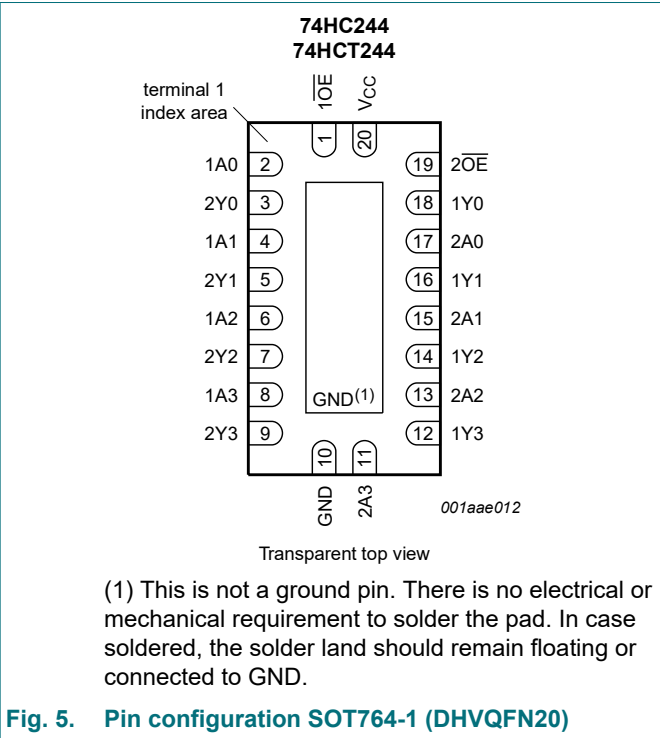 74HC244
74HCT244
terminal 1
index area
1O̅E̅
VCC
1
20
1A0 2
19 2O̅E̅
2Y0 3
18 1Y0
1A1 4
17 2A0
2Y1 5
16 1Y1
1A2 6
15 2A1
2Y2 7
14 1Y2
1A3 8
13 2A2
GND(1)
2Y3 9
12 1Y3
10
11
GND
2A3
001aae012
Transparent top view
(1) This is not a ground pin. There is no electrical or
mechanical requirement to solder the pad. In case
soldered, the solder land should remain floating or
connected to GND.
Fig. 5. Pin configuration SOT764-1 (DHVQFN20)